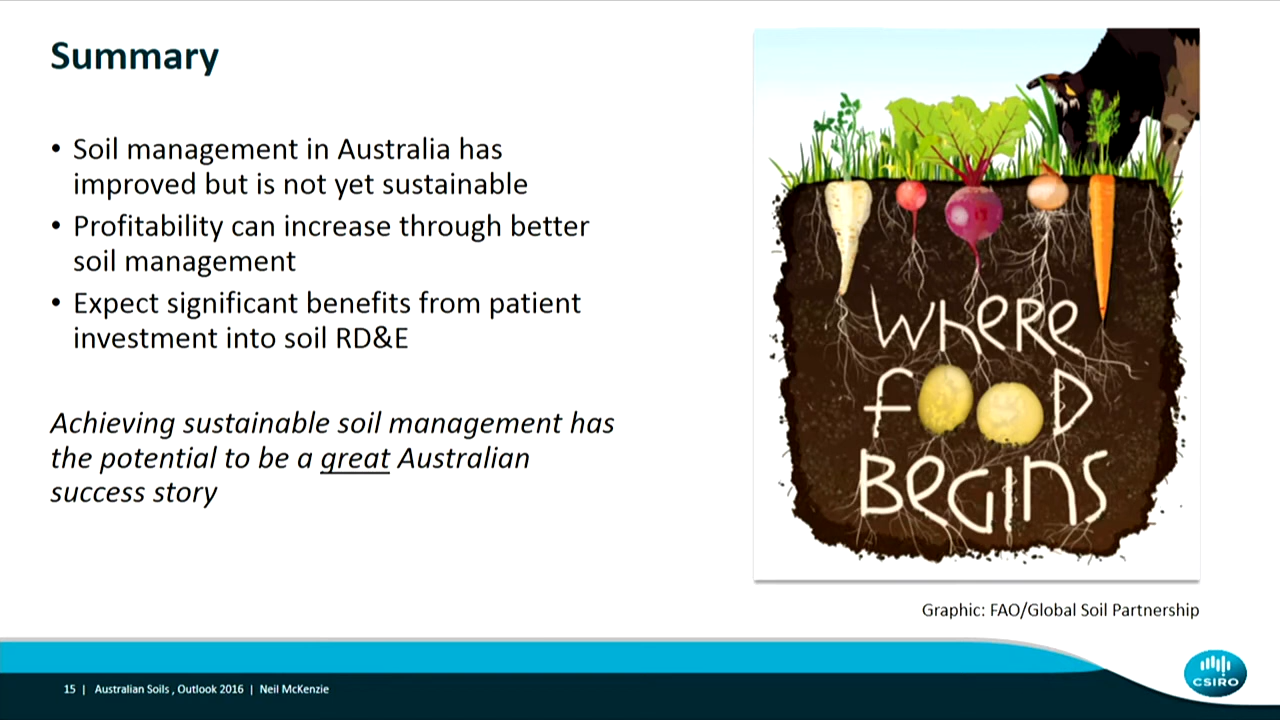 Summary
• Soil management in Australia has
improved but is not yet sustainable
• Profitability can increase through better
soil management
• Expect significant benefits from patient
investment into soil RD&E
Achieving sustainable soil management has
the potential to be a great Australian
success story
WHERE
FOOD
BEGINS
Graphic: FAO/Global Soil Partnership
15 | Australian Soils , Outlook 2016 | Neil McKenzie
CSIRO